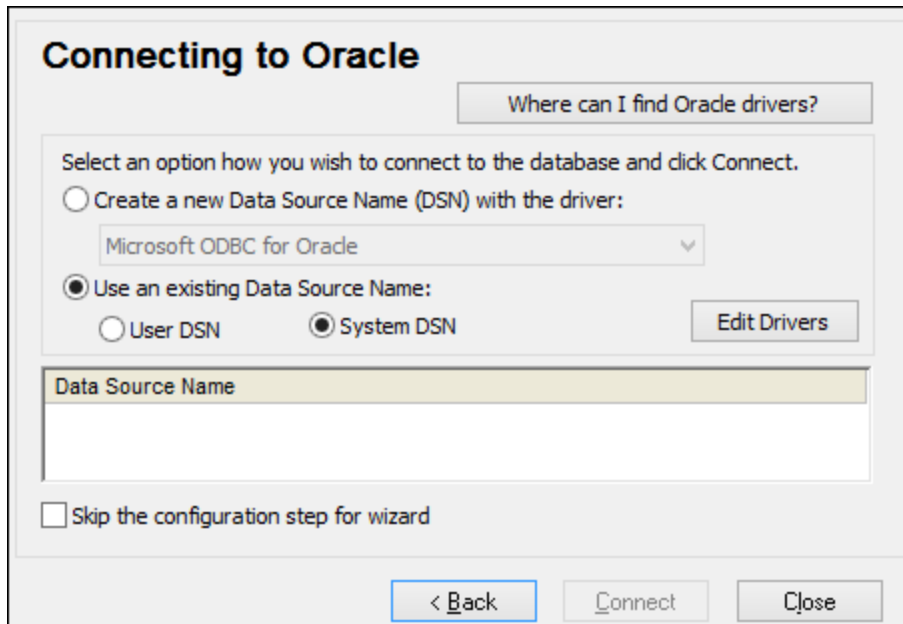 Connecting to Oracle
Where can I find Oracle drivers?
Select an option how you wish to connect to the database and click Connect.
Create a new Data Source Name (DSN) with the driver:
Microsoft ODBC for Oracle
Use an existing Data Source Name:
User DSN
System DSN
Edit Drivers
Data Source Name
Skip the configuration step for wizard
< Back
Connect
Close